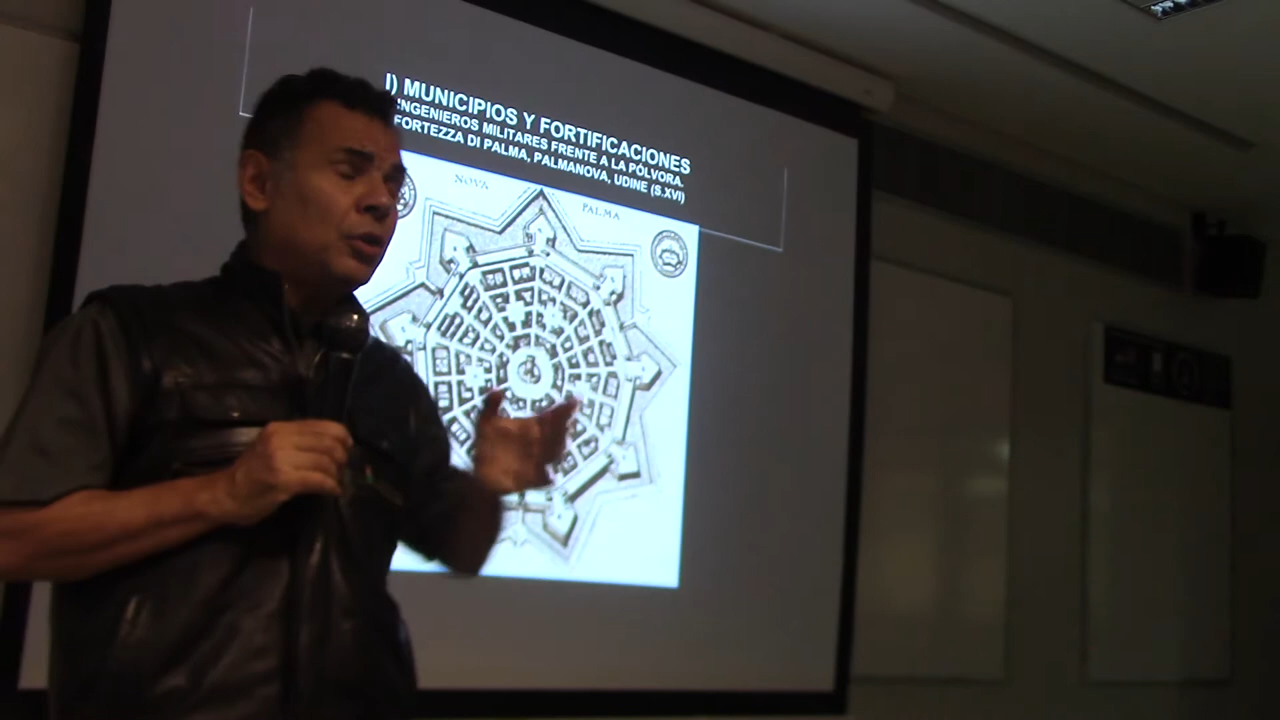 I) MUNICIPIOS Y FORTIFICACIONES
INGENIEROS MILITARES FRENTE A LA PÓLVORA.
FORTEZZA DI PALMA, PALMANOVA, UDINE (S.XVI)
NOVA
PALMA